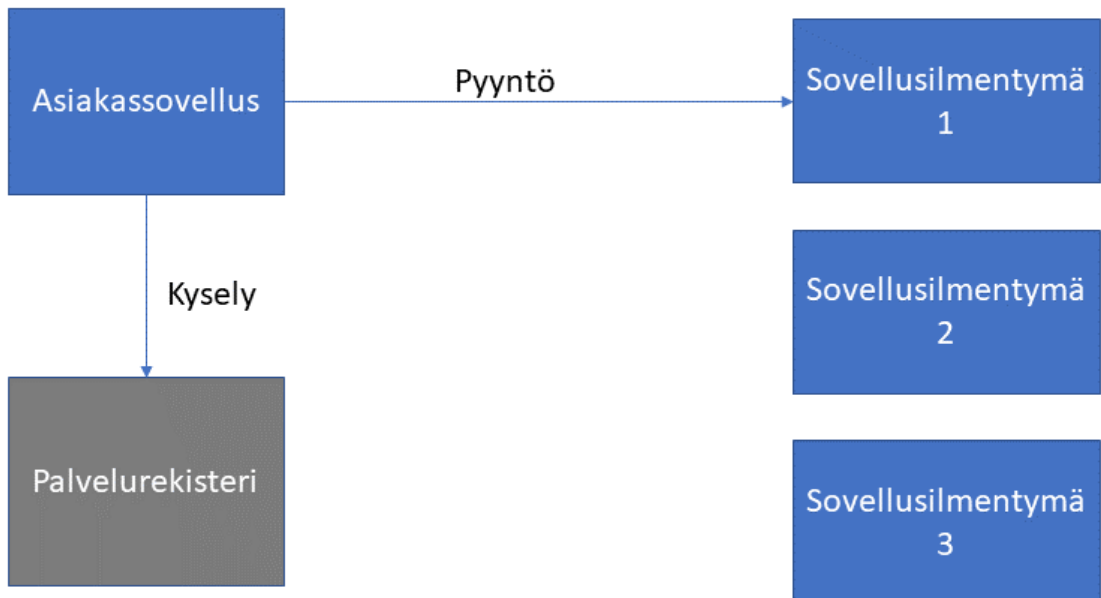 Asiakassovellus
Pyyntö
Sovellusilmentymä
1
Kysely
Sovellusilmentymä
2
Palvelurekisteri
Sovellusilmentymä
3